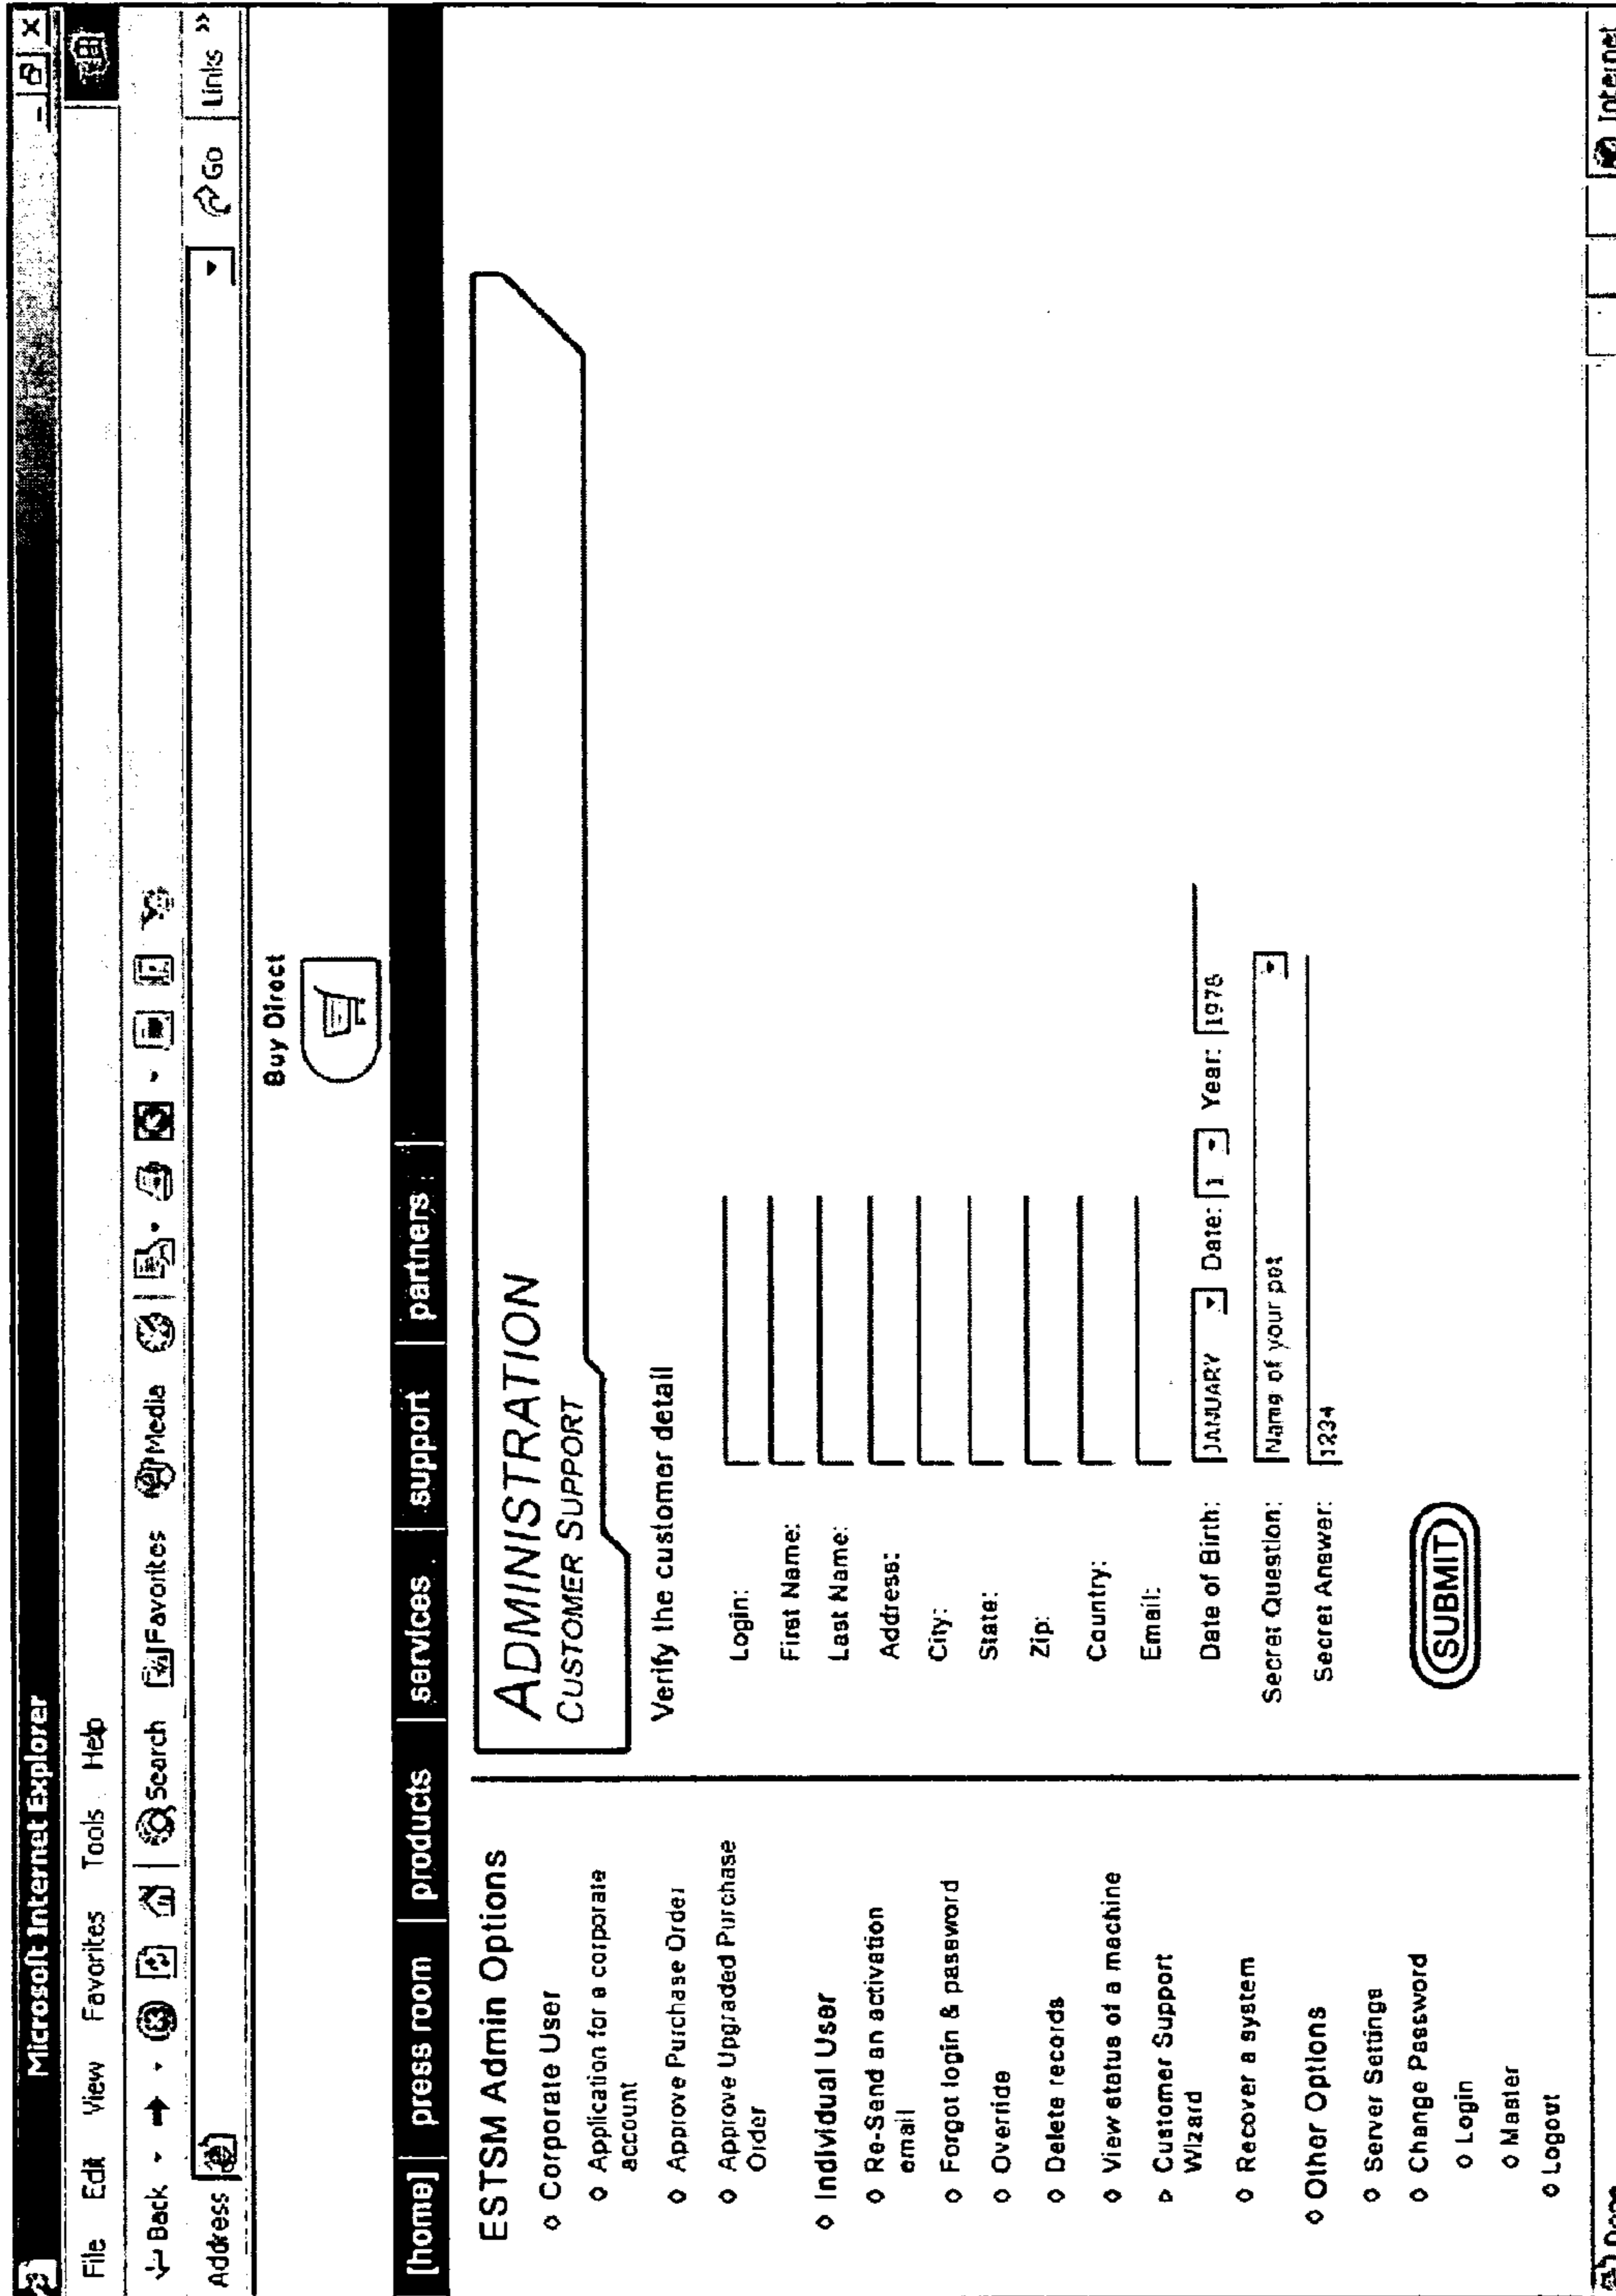 Microsoft Internet Explorer
File Edit View Favorites Tools Help
Back Search Favorites Media
Address Go Links »
Buy Direct
[home] press room products services support partners
ESTSM Admin Options
Corporate User
Application for a corporate
account
Approve Purchase Order
Approve Upgraded Purchase
Order
Individual User
Re-Send an activation
email
Forgot login & password
Override
Delete records
View status of a machine
Customer Support
Wizard
Recover a system
Other Options
Server Settings
Change Password
Login
Master
Logout
ADMINISTRATION
CUSTOMER SUPPORT
Verify the customer detail
Login:
First Name:
Last Name:
Address:
City:
State:
Zip:
Country:
Email:
Date of Birth: JANUARY Date: 1 Year:
Secret Question: Name of your pet
Secret Answer: 1234
SUBMIT
Done Internet